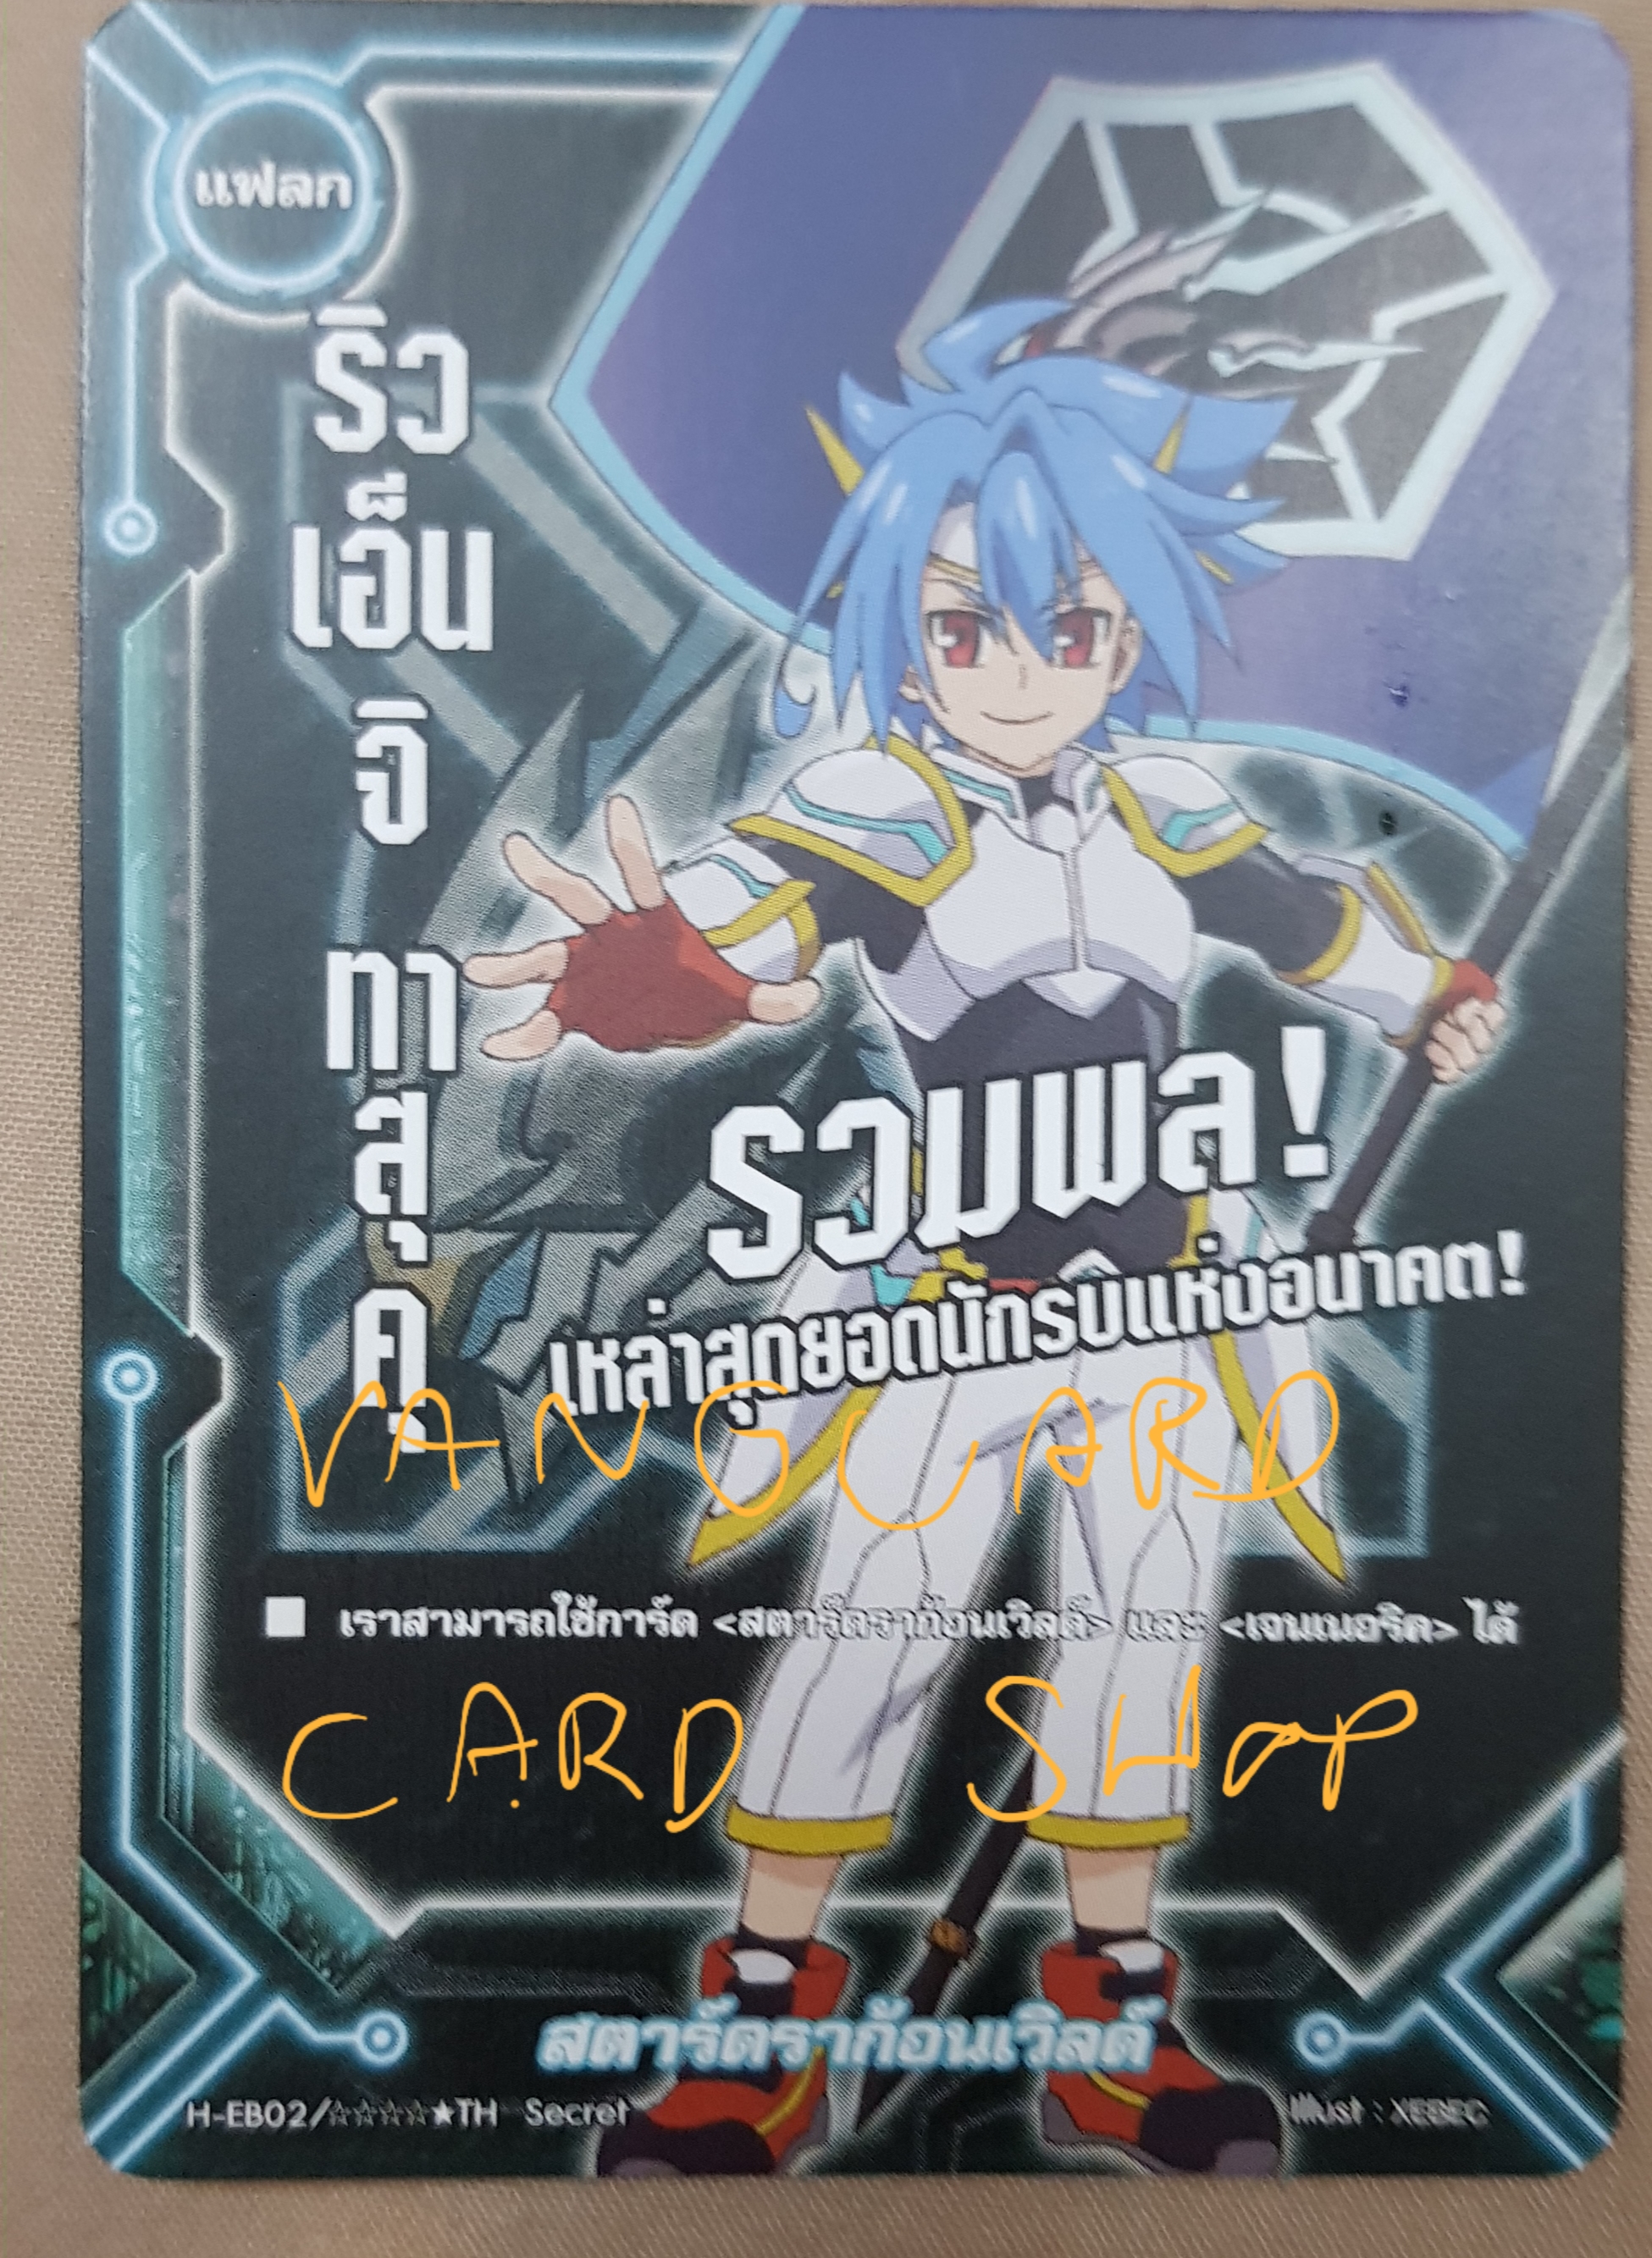 แฟลก
ริว
เอ็น
จิ
ทา
สุ
คุ
รวมพล!
เหล่าสุดยอดนักรบแห่งอนาคต!
VANGUARD
■ เราสามารถใช้การ์ด <สตาร์ดราก้อนเวิลด์> และ <เจนเนอริค> ได้
CARD SHOP
สตาร์ดราก้อนเวิลด์
H-EB02/☆☆☆☆★TH Secret
Illust : XEBEC